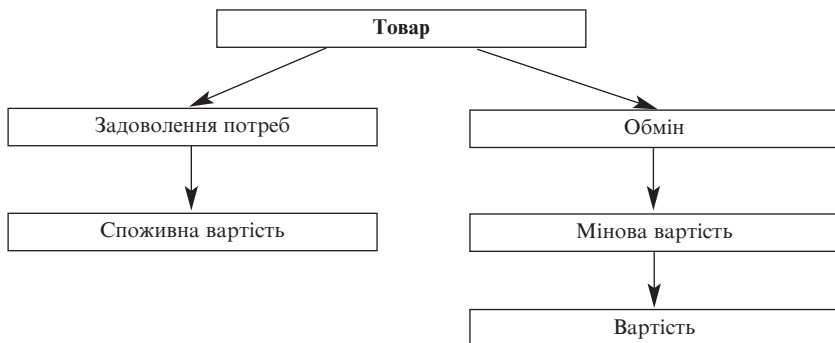 Товар
Задоволення потреб
Обмін
Споживна вартість
Мінова вартість
Вартість